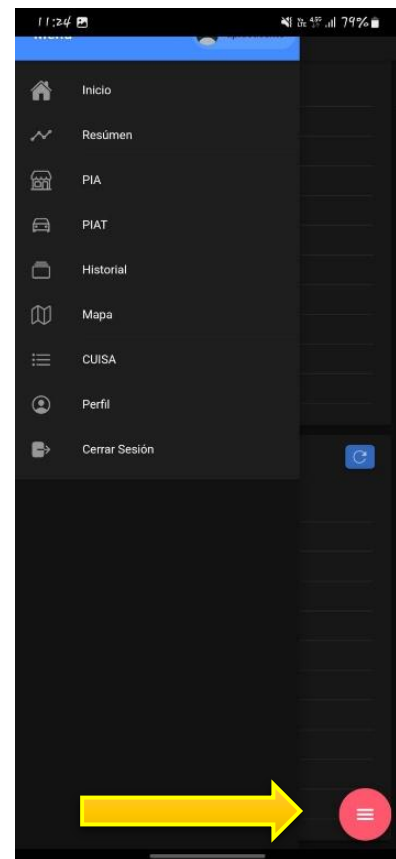 11:24 79%
Inicio
Resúmen
PIA
PIAT
Historial
Mapa
CUISA
Perfil
Cerrar Sesión